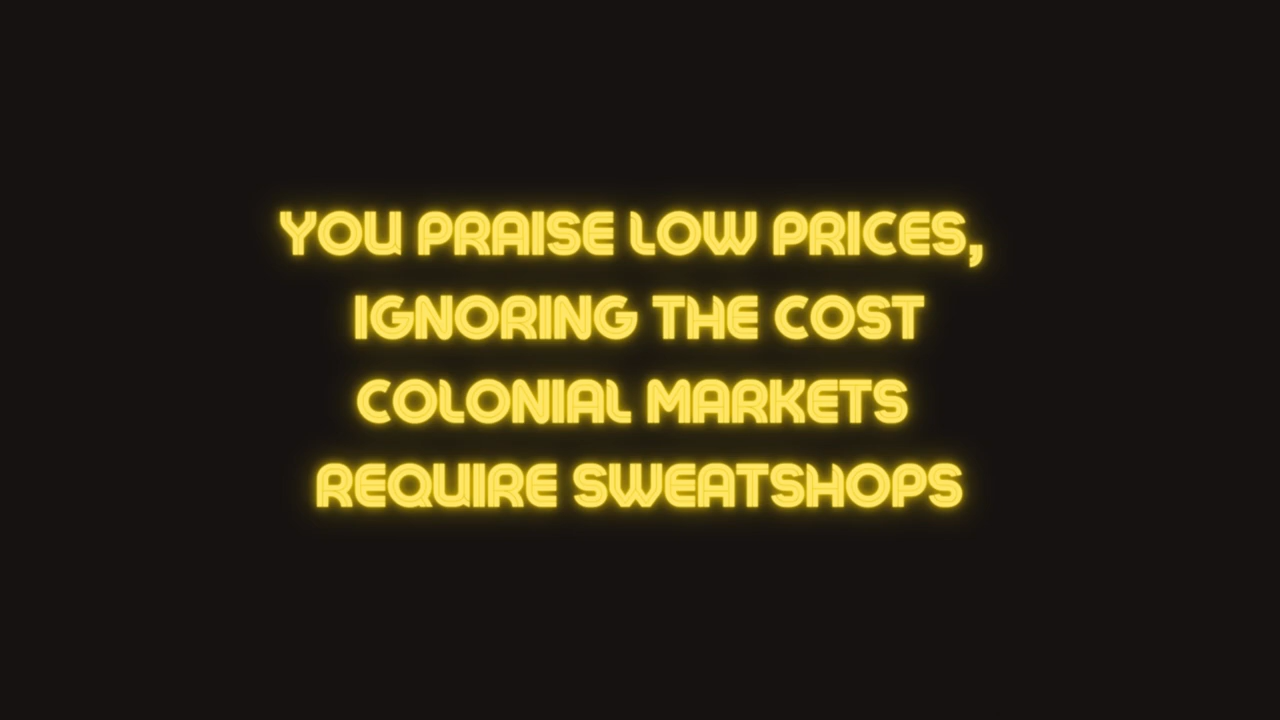 YOU PRAISE LOW PRICES,
IGNORING THE COST
COLONIAL MARKETS
REQUIRE SWEATSHOPS